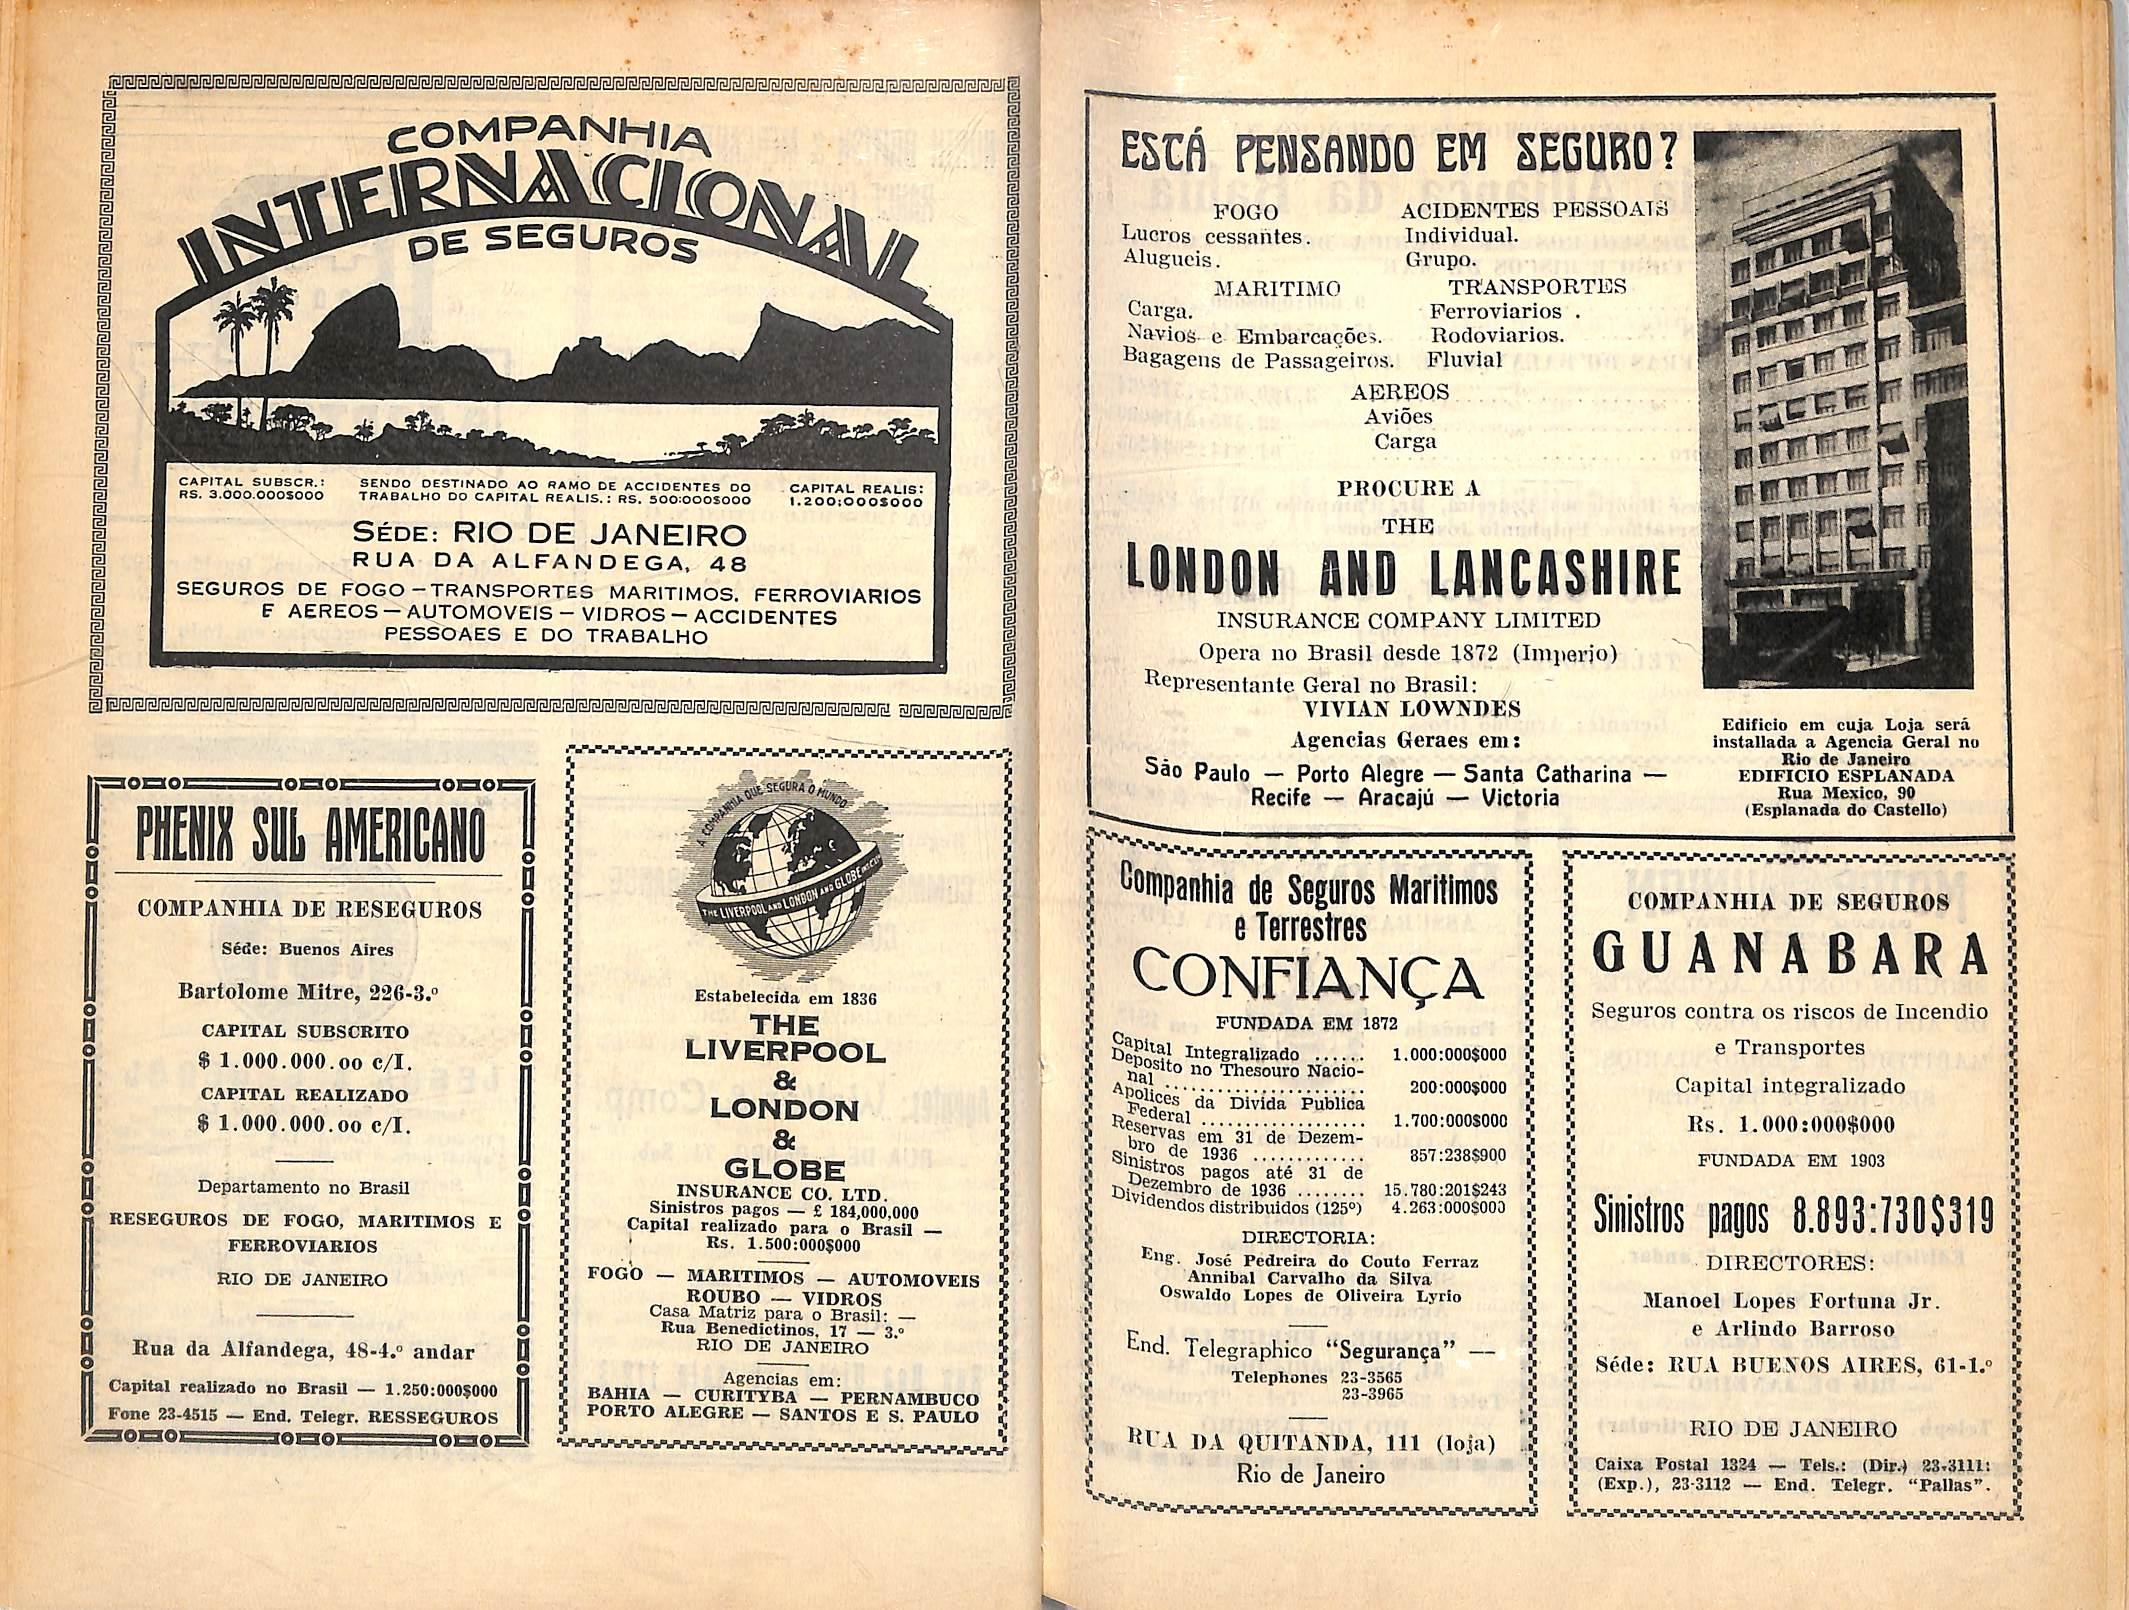 COMPANHIA
INTERNACIONAL
DE SEGUROS
CAPITAL SUBSCR.:
RS. 3.000.000$000
SENDO DESTINADO AO RAMO DE ACCIDENTES DO
TRABALHO DO CAPITAL REALIS.: RS. 500:000$000
CAPITAL REALIS:
1.200:000$000
SÉDE: RIO DE JANEIRO
RUA DA ALFANDEGA, 48
SEGUROS DE FOGO – TRANSPORTES MARITIMOS. FERROVIARIOS
E AEREOS — AUTOMOVEIS – VIDROS – ACCIDENTES
PESSOAES E DO TRABALHO
PHENIX SUL AMERICANO
COMPANHIA DE RESEGUROS
Séde: Buenos Aires
Bartolome Mitre, 226-3.º
CAPITAL SUBSCRITO
$ 1.000.000.oo c/I.
CAPITAL REALIZADO
$ 1.000.000.oo c/I.
Departamento no Brasil
RESEGUROS DE FOGO, MARITIMOS E
FERROVIARIOS
RIO DE JANEIRO
Rua da Alfandega, 48-4.º andar
Capital realizado no Brasil — 1.250:000$000
Fone 23-4515 — End. Telegr. RESSEGUROS
A COMPANHIA QUE SEGURA O MUNDO
THE LIVERPOOL AND LONDON AND GLOBE
Estabelecida em 1836
THE
LIVERPOOL
&
LONDON
&
GLOBE
INSURANCE CO. LTD.
Sinistros pagos — £ 184,000,000
Capital realizado para o Brasil —
Rs. 1.500:000$000
FOGO — MARITIMOS — AUTOMOVEIS
ROUBO — VIDROS
Casa Matriz para o Brasil: —
Rua Benedictinos, 17 — 3.º
RIO DE JANEIRO
Agencias em:
BAHIA — CURITYBA — PERNAMBUCO
PORTO ALEGRE — SANTOS E S. PAULO
ESTÁ PENSANDO EM SEGURO?
FOGO
Lucros cessantes.
Alugueis.
MARITIMO
Carga.
Navios e Embarcações.
Bagagens de Passageiros.
ACIDENTES PESSOAIS
Individual.
Grupo.
TRANSPORTES
Ferroviarios .
Rodoviarios.
Fluvial
AEREOS
Aviões
Carga
PROCURE A
THE
LONDON AND LANCASHIRE
INSURANCE COMPANY LIMITED
Opera no Brasil desde 1872 (Imperio)
Representante Geral no Brasil:
VIVIAN LOWNDES
Agencias Geraes em:
São Paulo — Porto Alegre — Santa Catharina —
Recife — Aracajú — Victoria
Edificio em cuja Loja será
installada a Agencia Geral no
Rio de Janeiro
EDIFICIO ESPLANADA
Rua Mexico, 90
(Esplanada do Castello)
Companhia de Seguros Maritimos
e Terrestres
CONFIANÇA
FUNDADA EM 1872
Capital Integralizado ...... 1.000:000$000
Deposito no Thesouro Nacio-
nal .................... 200:000$000
Apolices da Divida Publica
Federal ................. 1.700:000$000
Reservas em 31 de Dezem-
bro de 1936 ............. 857:238$900
Sinistros pagos até 31 de
Dezembro de 1936 ........ 15.780:201$243
Dividendos distribuidos (125º) 4.263:000$000
DIRECTORIA:
Eng. José Pedreira do Couto Ferraz
Annibal Carvalho da Silva
Oswaldo Lopes de Oliveira Lyrio
End. Telegraphico "Segurança" —
Telephones 23-3565
23-3965
RUA DA QUITANDA, 111 (loja)
Rio de Janeiro
COMPANHIA DE SEGUROS
GUANABARA
Seguros contra os riscos de Incendio
e Transportes
Capital integralizado
Rs. 1.000:000$000
FUNDADA EM 1903
Sinistros pagos 8.893:730$319
DIRECTORES:
Manoel Lopes Fortuna Jr.
e Arlindo Barroso
Séde: RUA BUENOS AIRES, 61-1.º
RIO DE JANEIRO
Caixa Postal 1324 — Tels.: (Dir.) 23-3111:
(Exp.), 23-3112 — End. Telegr. "Pallas".